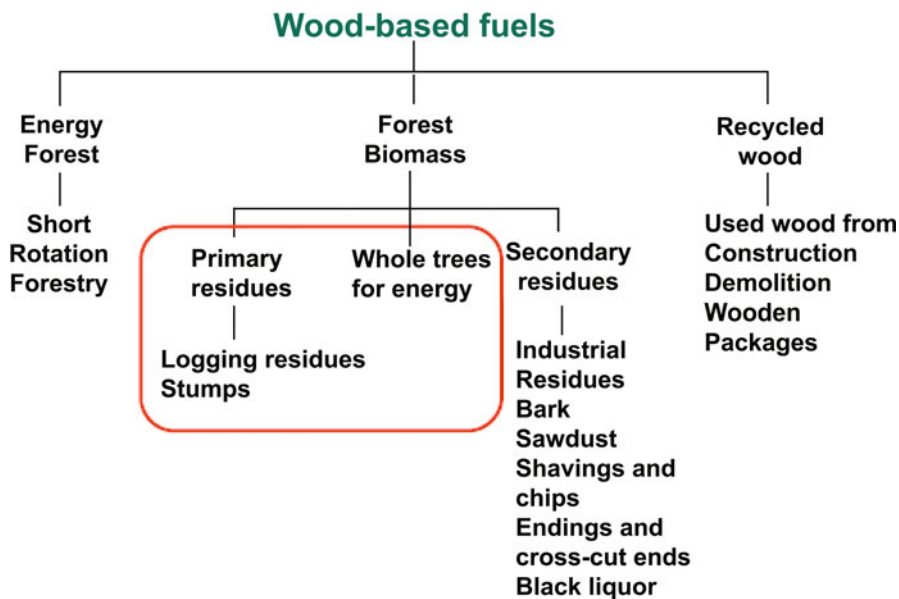 Wood-based fuels
Energy
Forest
Short
Rotation
Forestry
Forest
Biomass
Primary
residues
Logging residues
Stumps
Whole trees
for energy
Secondary
residues
Industrial
Residues
Bark
Sawdust
Shavings and
chips
Endings and
cross-cut ends
Black liquor
Recycled
wood
Used wood from
Construction
Demolition
Wooden
Packages